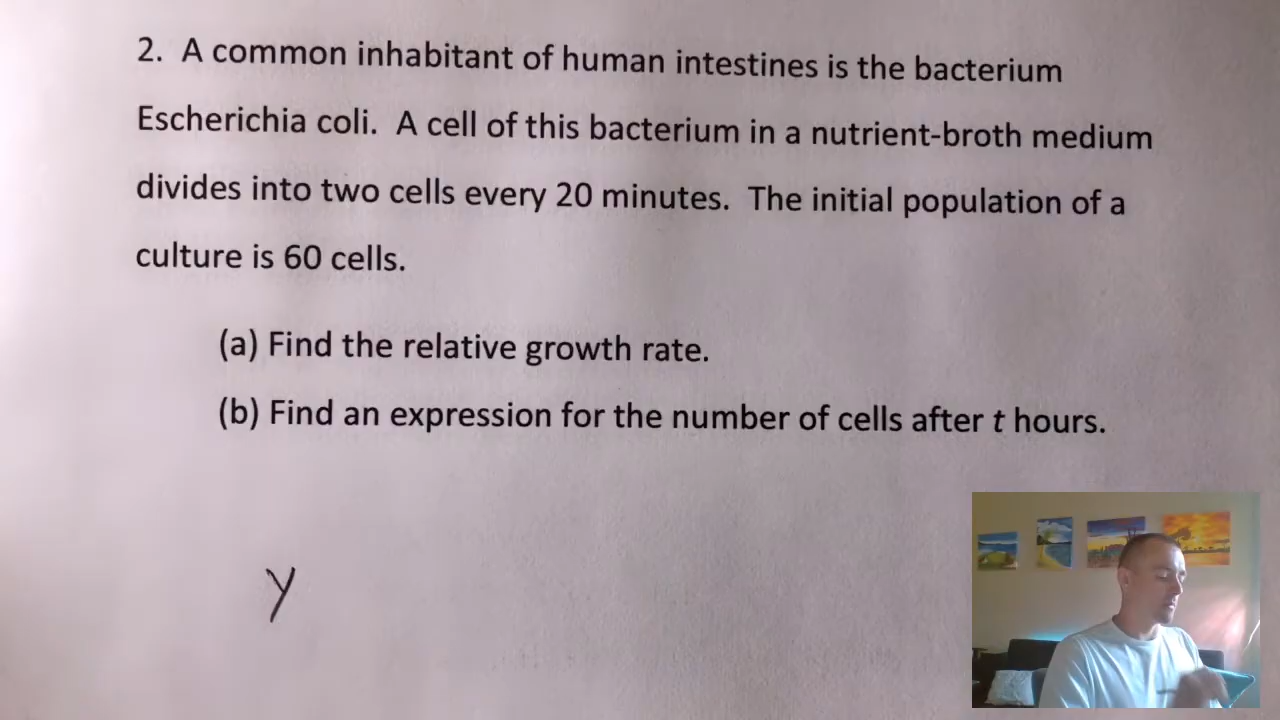 2. A common inhabitant of human intestines is the bacterium
Escherichia coli. A cell of this bacterium in a nutrient-broth medium
divides into two cells every 20 minutes. The initial population of a
culture is 60 cells.
(a) Find the relative growth rate.
(b) Find an expression for the number of cells after t hours.
y